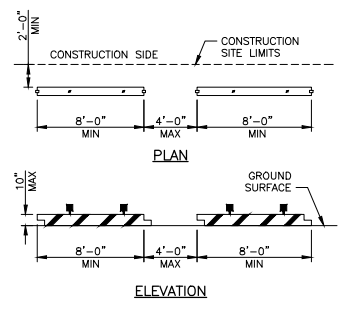 2'-0"
MIN
CONSTRUCTION SIDE
CONSTRUCTION
SITE LIMITS
8'-0"
MIN
4'-0"
MAX
8'-0"
MIN
PLAN
10"
MAX
GROUND
SURFACE
8'-0"
MIN
4'-0"
MAX
8'-0"
MIN
ELEVATION